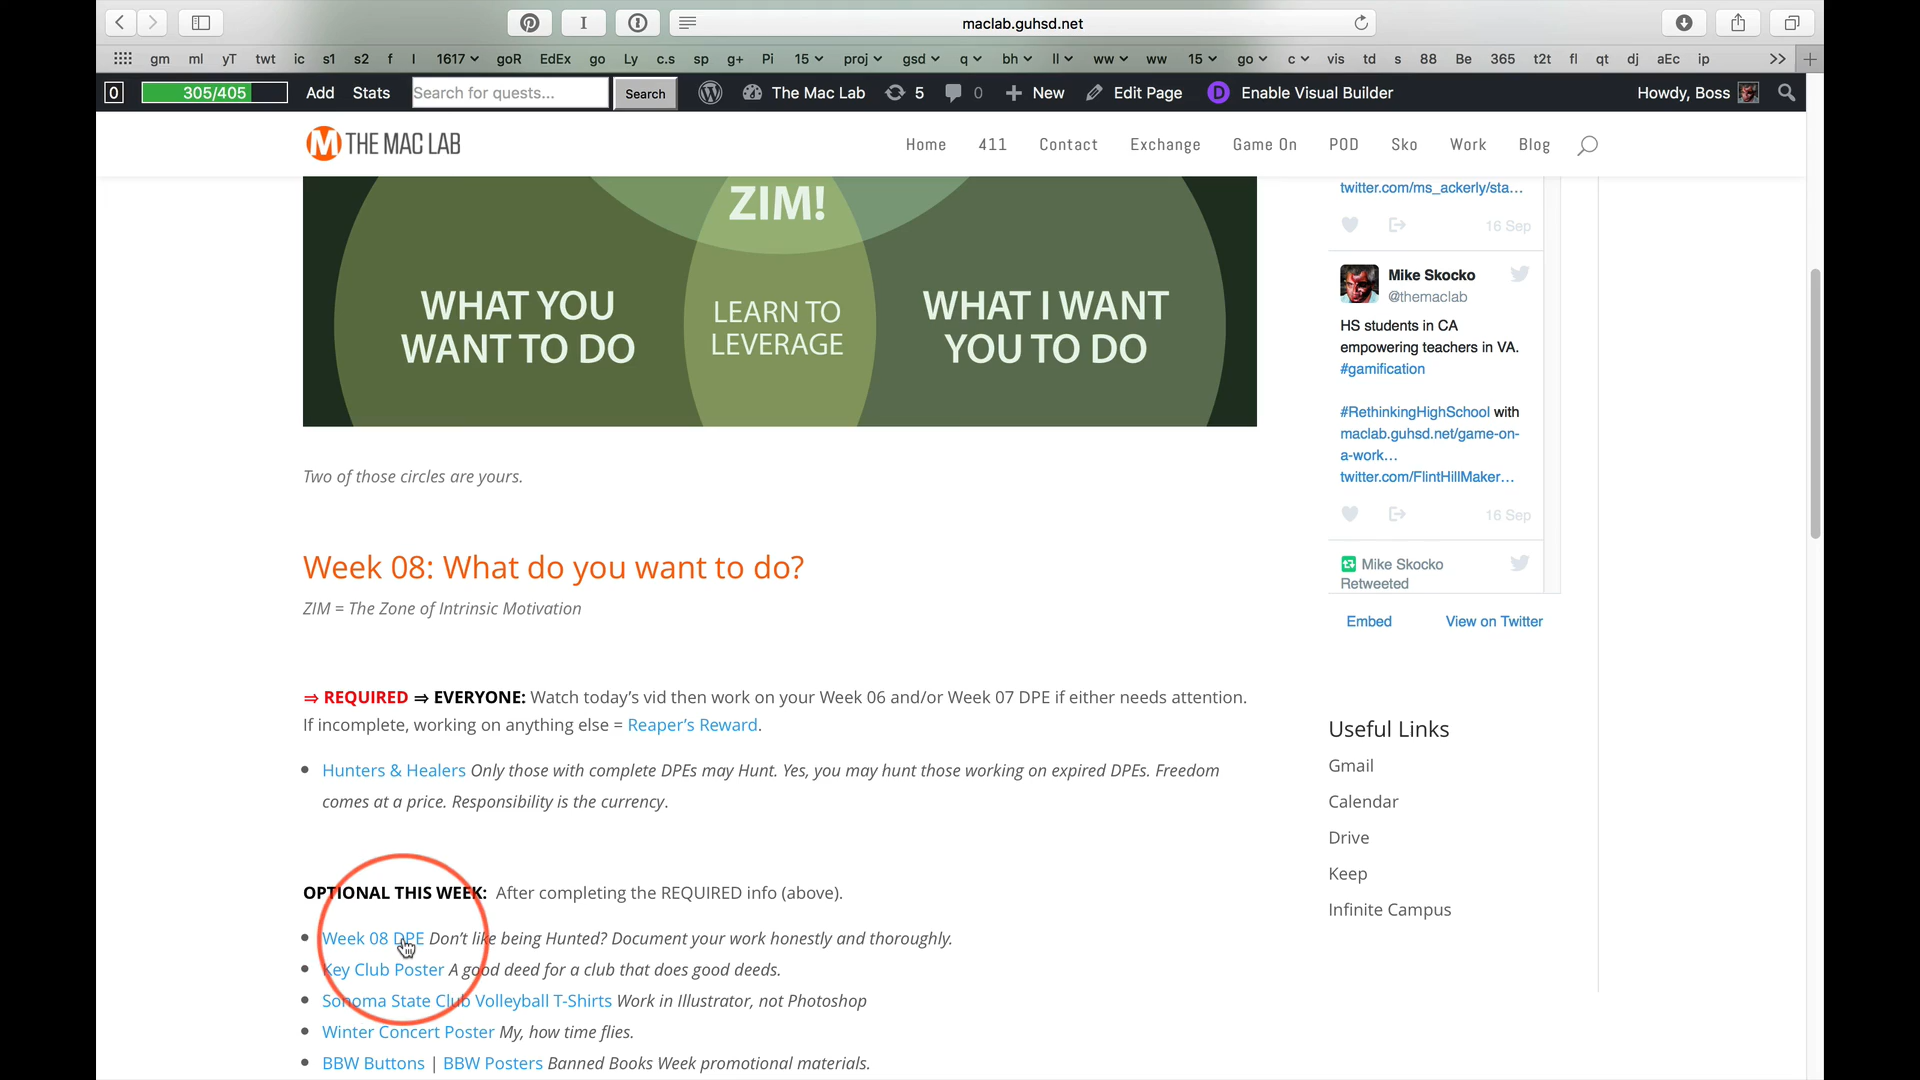 maclab.guhsd.net
gm ml yT twt ic s1 s2 f I 1617 goR EdEx go Ly c.s sp g+ Pi 15 proj gsd q bh ll ww ww 15 go c vis td s 88 Be 365 t2t fl qt dj aEc ip >>
0 305/405 Add Stats Search for quests... Search The Mac Lab 5 0 New Edit Page D Enable Visual Builder Howdy, Boss
M THE MAC LAB Home 411 Contact Exchange Game On POD Sko Work Blog
ZIM!
WHAT YOU
WANT TO DO
LEARN TO
LEVERAGE
WHAT I WANT
YOU TO DO
Two of those circles are yours.
Week 08: What do you want to do?
ZIM = The Zone of Intrinsic Motivation
⇒ REQUIRED ⇒ EVERYONE: Watch today’s vid then work on your Week 06 and/or Week 07 DPE if either needs attention.
If incomplete, working on anything else = Reaper’s Reward.
• Hunters & Healers Only those with complete DPEs may Hunt. Yes, you may hunt those working on expired DPEs. Freedom
comes at a price. Responsibility is the currency.
OPTIONAL THIS WEEK: After completing the REQUIRED info (above).
• Week 08 DPE Don’t like being Hunted? Document your work honestly and thoroughly.
• Key Club Poster A good deed for a club that does good deeds.
• Sonoma State Club Volleyball T-Shirts Work in Illustrator, not Photoshop
• Winter Concert Poster My, how time flies.
• BBW Buttons | BBW Posters Banned Books Week promotional materials.
twitter.com/ms_ackerly/sta…
16 Sep
Mike Skocko
@themaclab
HS students in CA
empowering teachers in VA.
#gamification
#RethinkingHighSchool with
maclab.guhsd.net/game-on-
a-work…
twitter.com/FlintHillMaker…
16 Sep
Mike Skocko
Retweeted
Embed View on Twitter
Useful Links
Gmail
Calendar
Drive
Keep
Infinite Campus